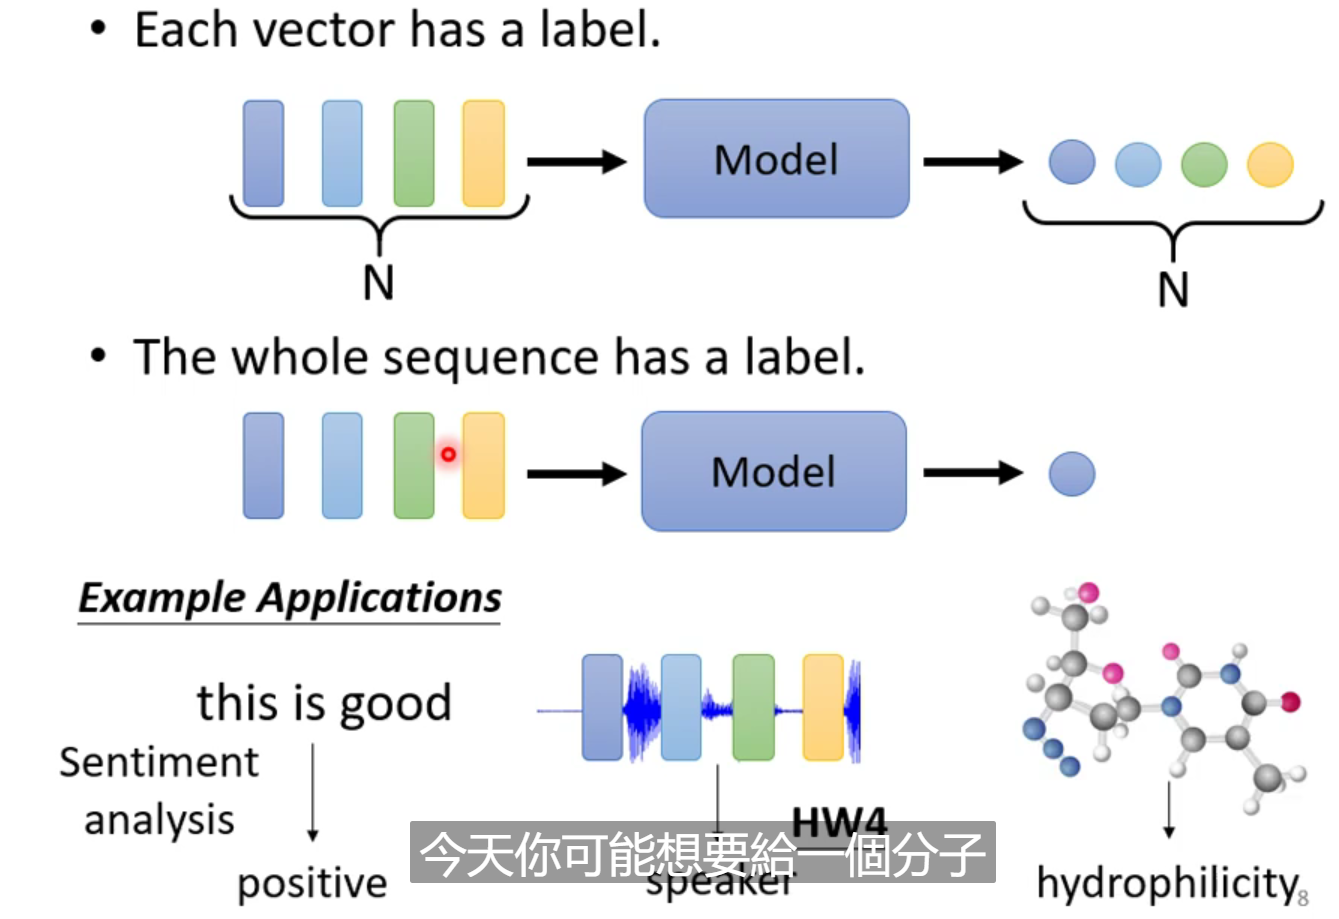 • Each vector has a label.
Model
N
N
• The whole sequence has a label.
Model
Example Applications
this is good
Sentiment
analysis
positive
HW4
speaker
今天你可能想要給一個分子
hydrophilicity
8